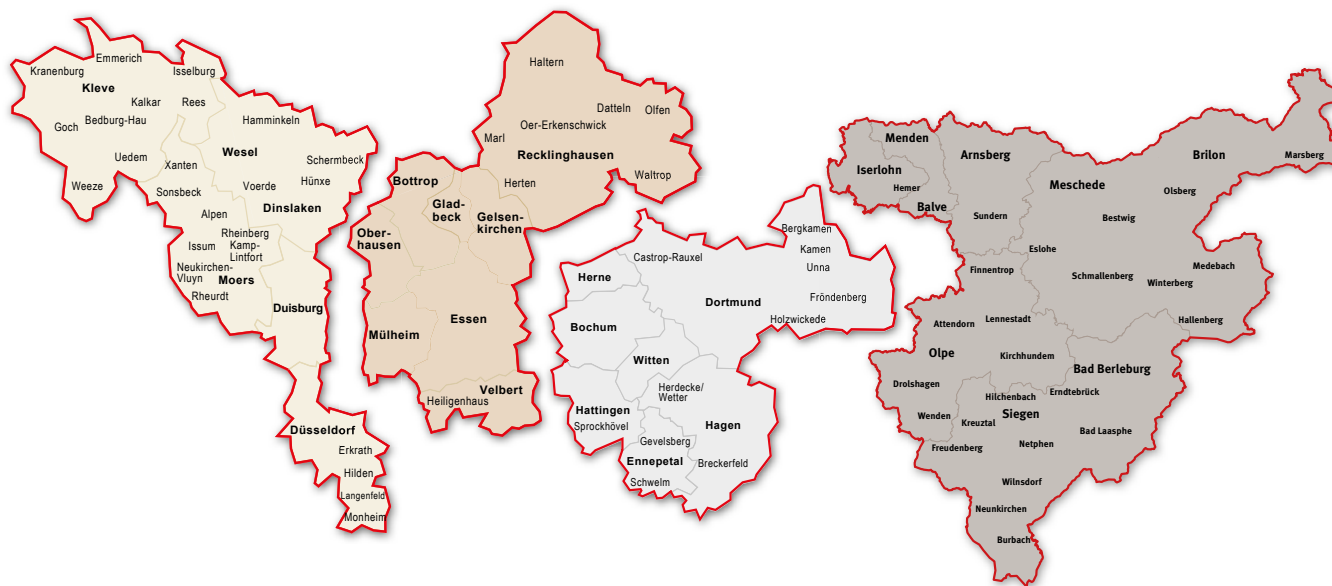 Emmerich
Kranenburg
Isselburg
Kleve
Kalkar
Rees
Bedburg-Hau
Goch
Hamminkeln
Wesel
Uedem
Xanten
Schermbeck
Weeze
Sonsbeck
Voerde
Hünxe
Alpen
Dinslaken
Rheinberg
Issum
Kamp-
Lintfort
Neukirchen-
Vluyn
Moers
Rheurdt
Duisburg
Düsseldorf
Erkrath
Hilden
Langenfeld
Monheim
Haltern
Datteln
Olfen
Oer-Erkenschwick
Marl
Recklinghausen
Waltrop
Herten
Bottrop
Glad-
beck
Gelsen-
kirchen
Ober-
hausen
Essen
Mülheim
Velbert
Heiligenhaus
Bergkamen
Castrop-Rauxel
Kamen
Unna
Herne
Dortmund
Fröndenberg
Holzwickede
Bochum
Witten
Herdecke/
Wetter
Hattingen
Sprockhövel
Hagen
Gevelsberg
Ennepetal
Breckerfeld
Schwelm
Menden
Arnsberg
Brilon
Marsberg
Iserlohn
Hemer
Meschede
Olsberg
Balve
Sundern
Bestwig
Eslohe
Finnentrop
Schmallenberg
Medebach
Winterberg
Attendorn
Lennestadt
Hallenberg
Olpe
Kirchhundem
Bad Berleburg
Drolshagen
Hilchenbach
Erndtebrück
Wenden
Kreuztal
Siegen
Bad Laasphe
Freudenberg
Netphen
Wilnsdorf
Neunkirchen
Burbach